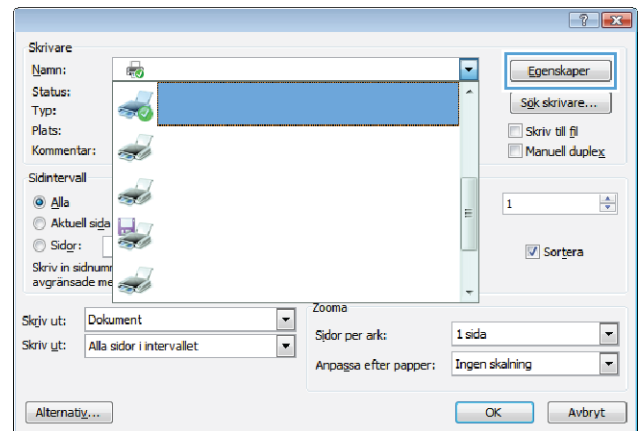 Skrivare
Namn:
Egenskaper
Status:
Typ:
Sök skrivare...
Plats:
Skriv till fil
Kommentar:
Manuell duplex
Sidintervall
Alla
1
Aktuell sida
Sidor:
Sortera
Skriv in sidnumr
avgränsade me
Zooma
Skriv ut: Dokument
Sidor per ark: 1 sida
Skriv ut: Alla sidor i intervallet
Anpassa efter papper: Ingen skalning
Alternativ...
OK
Avbryt